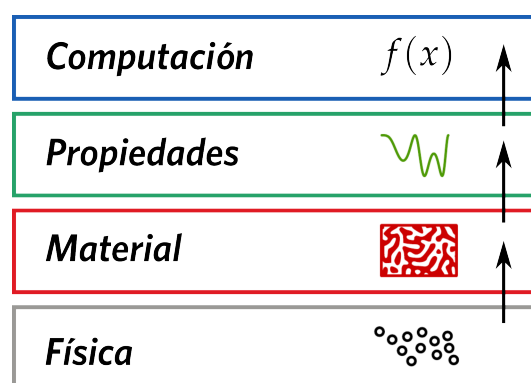 Computación f(x)
Propiedades
Material
Física